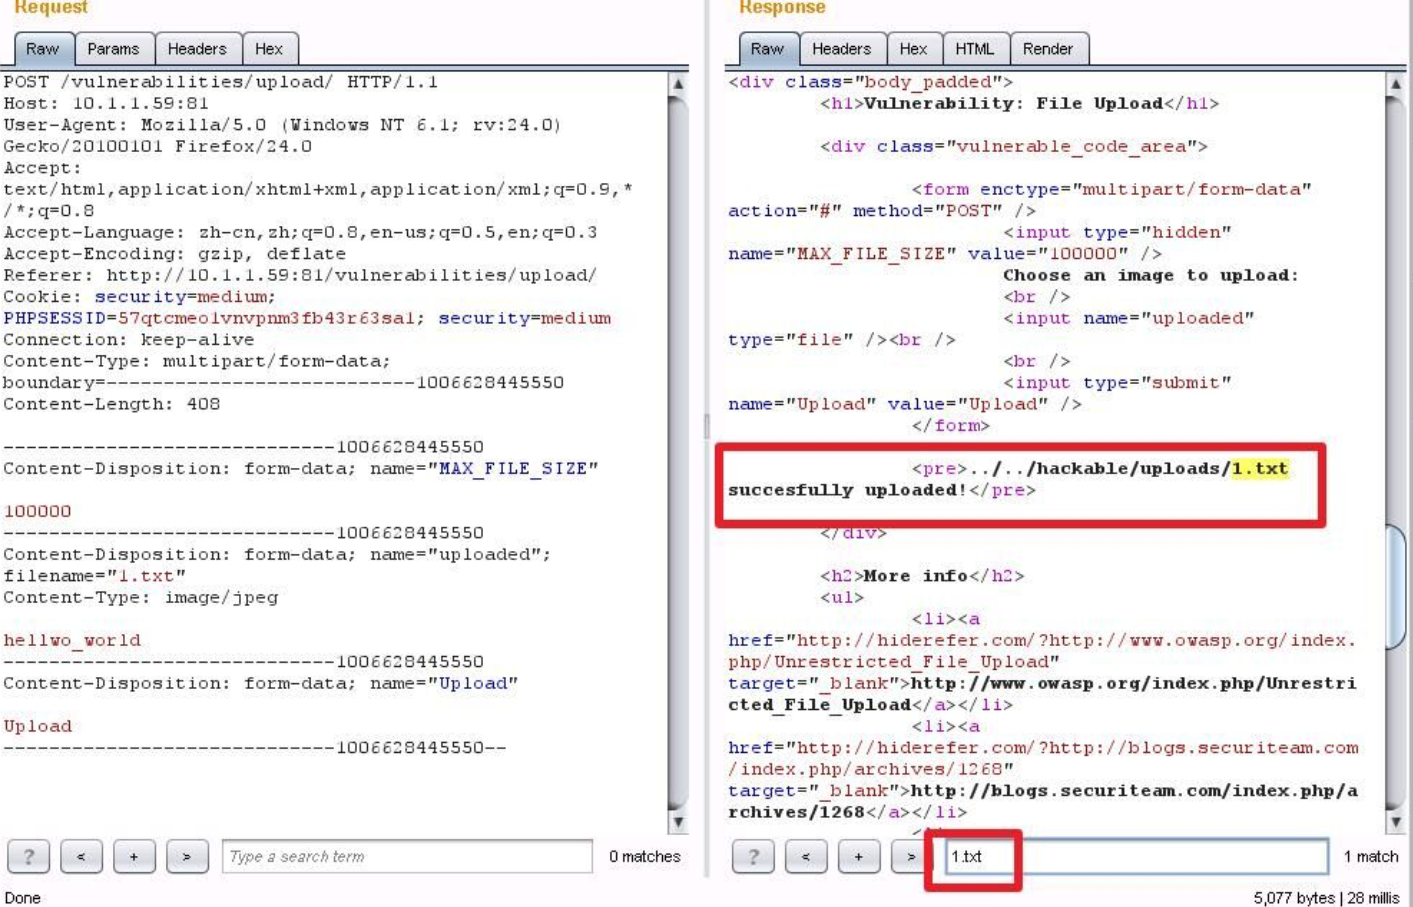 Request
Raw Params Headers Hex
POST /vulnerabilities/upload/ HTTP/1.1
Host: 10.1.1.59:81
User-Agent: Mozilla/5.0 (Windows NT 6.1; rv:24.0)
Gecko/20100101 Firefox/24.0
Accept:
text/html,application/xhtml+xml,application/xml;q=0.9,*
/*;q=0.8
Accept-Language: zh-cn,zh;q=0.8,en-us;q=0.5,en;q=0.3
Accept-Encoding: gzip, deflate
Referer: http://10.1.1.59:81/vulnerabilities/upload/
Cookie: security=medium;
PHPSESSID=57qtcmeo1vnvpnm3fb43r63sa1; security=medium
Connection: keep-alive
Content-Type: multipart/form-data;
boundary=---------------------------1006628445550
Content-Length: 408
-----------------------------1006628445550
Content-Disposition: form-data; name="MAX_FILE_SIZE"
100000
-----------------------------1006628445550
Content-Disposition: form-data; name="uploaded";
filename="1.txt"
Content-Type: image/jpeg
hellwo_world
-----------------------------1006628445550
Content-Disposition: form-data; name="Upload"
Upload
-----------------------------1006628445550--
? < + > Type a search term 0 matches
Done
Response
Raw Headers Hex HTML Render
<div class="body_padded">
<h1>Vulnerability: File Upload</h1>
<div class="vulnerable_code_area">
<form enctype="multipart/form-data"
action="#" method="POST" />
<input type="hidden"
name="MAX_FILE_SIZE" value="100000" />
Choose an image to upload:
<br />
<input name="uploaded"
type="file" /><br />
<br />
<input type="submit"
name="Upload" value="Upload" />
</form>
<pre>../../hackable/uploads/1.txt
succesfully uploaded!</pre>
</div>
<h2>More info</h2>
<ul>
<li><a
href="http://hiderefer.com/?http://www.owasp.org/index.
php/Unrestricted_File_Upload"
target="_blank">http://www.owasp.org/index.php/Unrestri
cted_File_Upload</a></li>
<li><a
href="http://hiderefer.com/?http://blogs.securiteam.com
/index.php/archives/1268"
target="_blank">http://blogs.securiteam.com/index.php/a
rchives/1268</a></li>
? < + > 1.txt 1 match
5,077 bytes | 28 millis